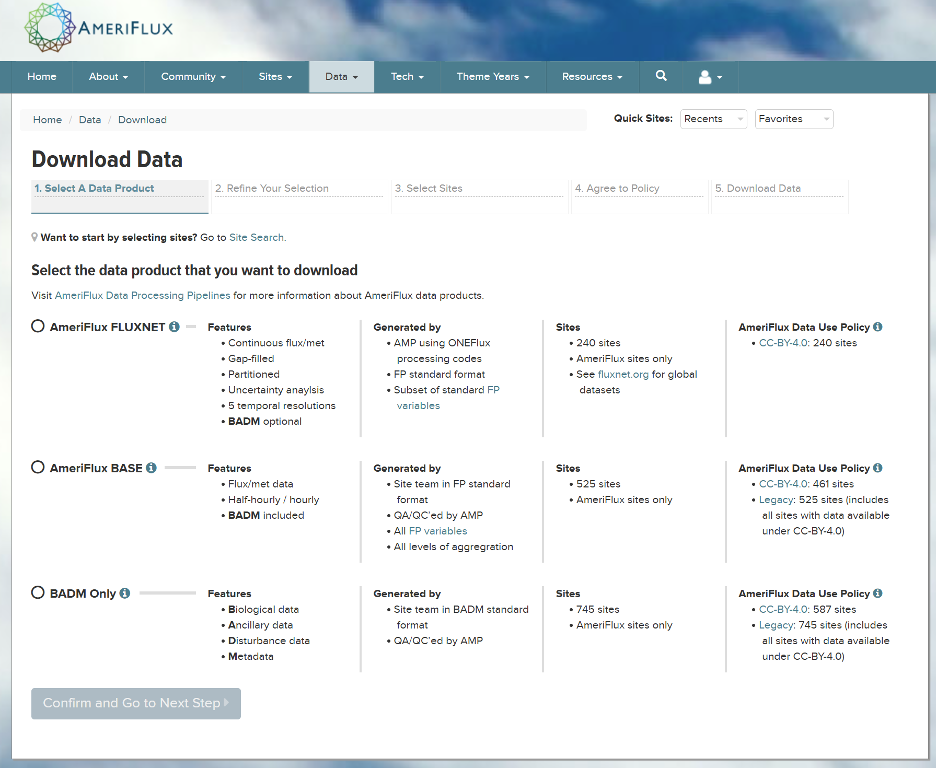 AMERIFLUX
Home About Community Sites Data Tech Theme Years Resources
Home / Data / Download
Quick Sites: Recents Favorites
Download Data
1. Select A Data Product
2. Refine Your Selection
3. Select Sites
4. Agree to Policy
5. Download Data
Want to start by selecting sites? Go to Site Search.
Select the data product that you want to download
Visit AmeriFlux Data Processing Pipelines for more information about AmeriFlux data products.
AmeriFlux FLUXNET
Features
• Continuous flux/met
• Gap-filled
• Partitioned
• Uncertainty anaylsis
• 5 temporal resolutions
• BADM optional
Generated by
• AMP using ONEFlux
processing codes
• FP standard format
• Subset of standard FP
variables
Sites
• 240 sites
• AmeriFlux sites only
• See fluxnet.org for global
datasets
AmeriFlux Data Use Policy
• CC-BY-4.0: 240 sites
AmeriFlux BASE
Features
• Flux/met data
• Half-hourly / hourly
• BADM included
Generated by
• Site team in FP standard
format
• QA/QC'ed by AMP
• All FP variables
• All levels of aggregration
Sites
• 525 sites
• AmeriFlux sites only
AmeriFlux Data Use Policy
• CC-BY-4.0: 461 sites
• Legacy: 525 sites (includes
all sites with data available
under CC-BY-4.0)
BADM Only
Features
• Biological data
• Ancillary data
• Disturbance data
• Metadata
Generated by
• Site team in BADM standard
format
• QA/QC'ed by AMP
Sites
• 745 sites
• AmeriFlux sites only
AmeriFlux Data Use Policy
• CC-BY-4.0: 587 sites
• Legacy: 745 sites (includes
all sites with data available
under CC-BY-4.0)
Confirm and Go to Next Step